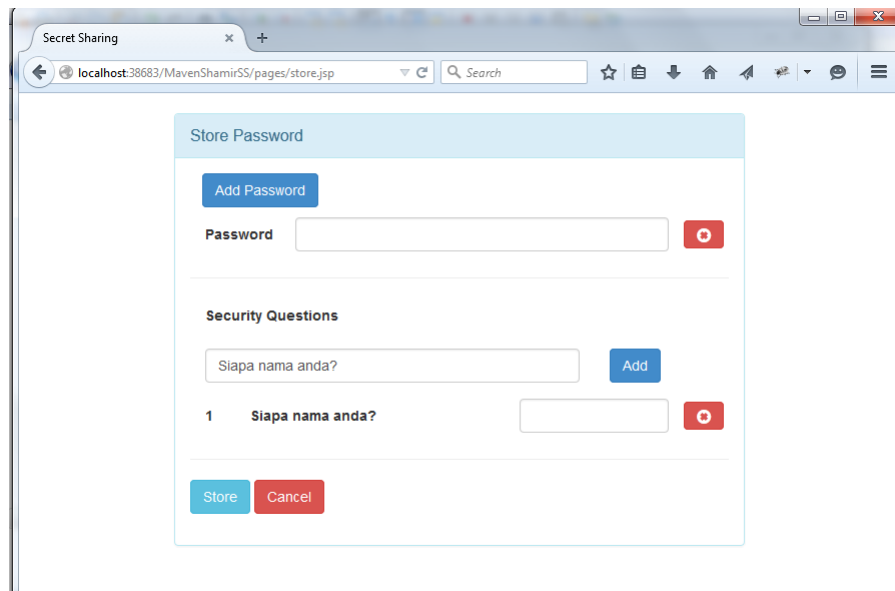 Secret Sharing
localhost:38683/MavenShamirSS/pages/store.jsp
Search
Store Password
Add Password
Password
Security Questions
Siapa nama anda?
Add
1 Siapa nama anda?
Store Cancel